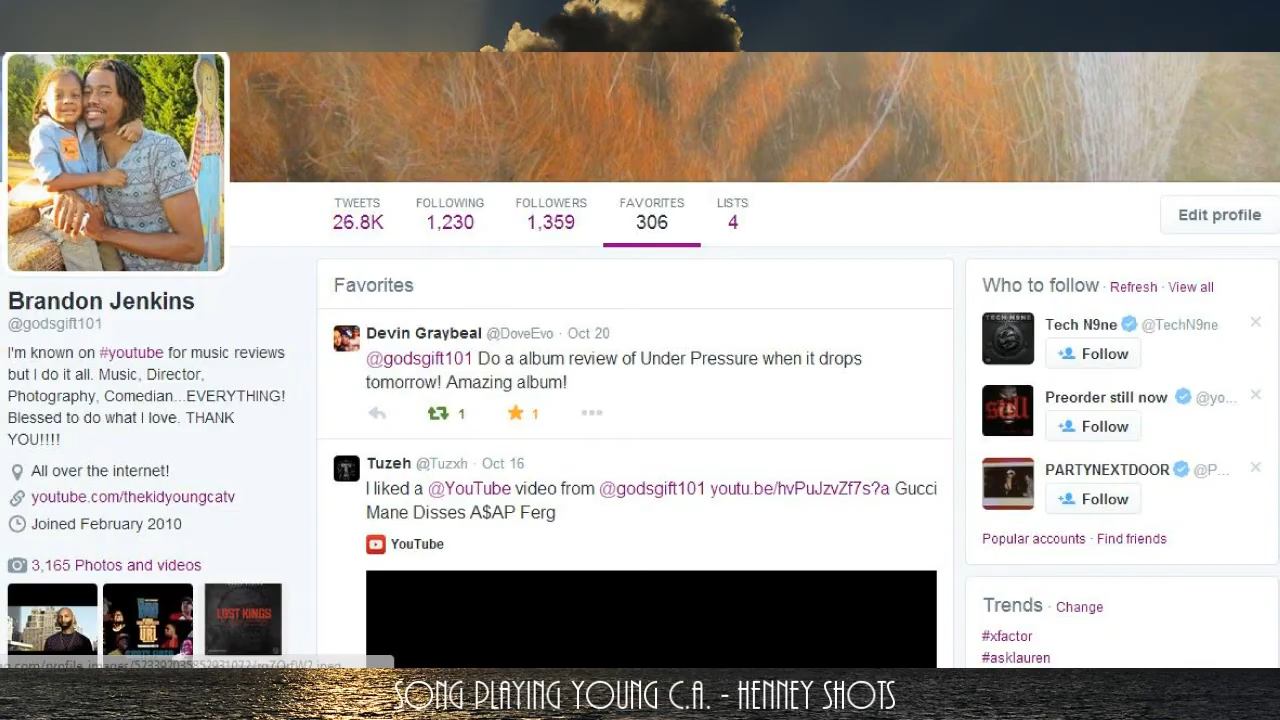 TWEETS FOLLOWING FOLLOWERS FAVORITES LISTS
26.8K 1,230 1,359 306 4
Edit profile
Brandon Jenkins
@godsgift101
I'm known on #youtube for music reviews
but I do it all. Music, Director,
Photography, Comedian...EVERYTHING!
Blessed to do what I love. THANK
YOU!!!!
All over the internet!
youtube.com/thekidyoungcatv
Joined February 2010
3,165 Photos and videos
LOST KINGS
Favorites
Devin Graybeal @DoveEvo · Oct 20
@godsgift101 Do a album review of Under Pressure when it drops
tomorrow! Amazing album!
1 1
Tuzeh @Tuzxh · Oct 16
I liked a @YouTube video from @godsgift101 youtu.be/hvPuJzvZf7s?a Gucci
Mane Disses A$AP Ferg
YouTube
Who to follow · Refresh · View all
TECH N9NE
Tech N9ne @TechN9ne
Follow
still
Preorder still now @yo...
Follow
PARTYNEXTDOOR @P...
Follow
Popular accounts · Find friends
Trends · Change
#xfactor
#asklauren
SONG PLAYING YOUNG C.A. - HENNEY SHOTS